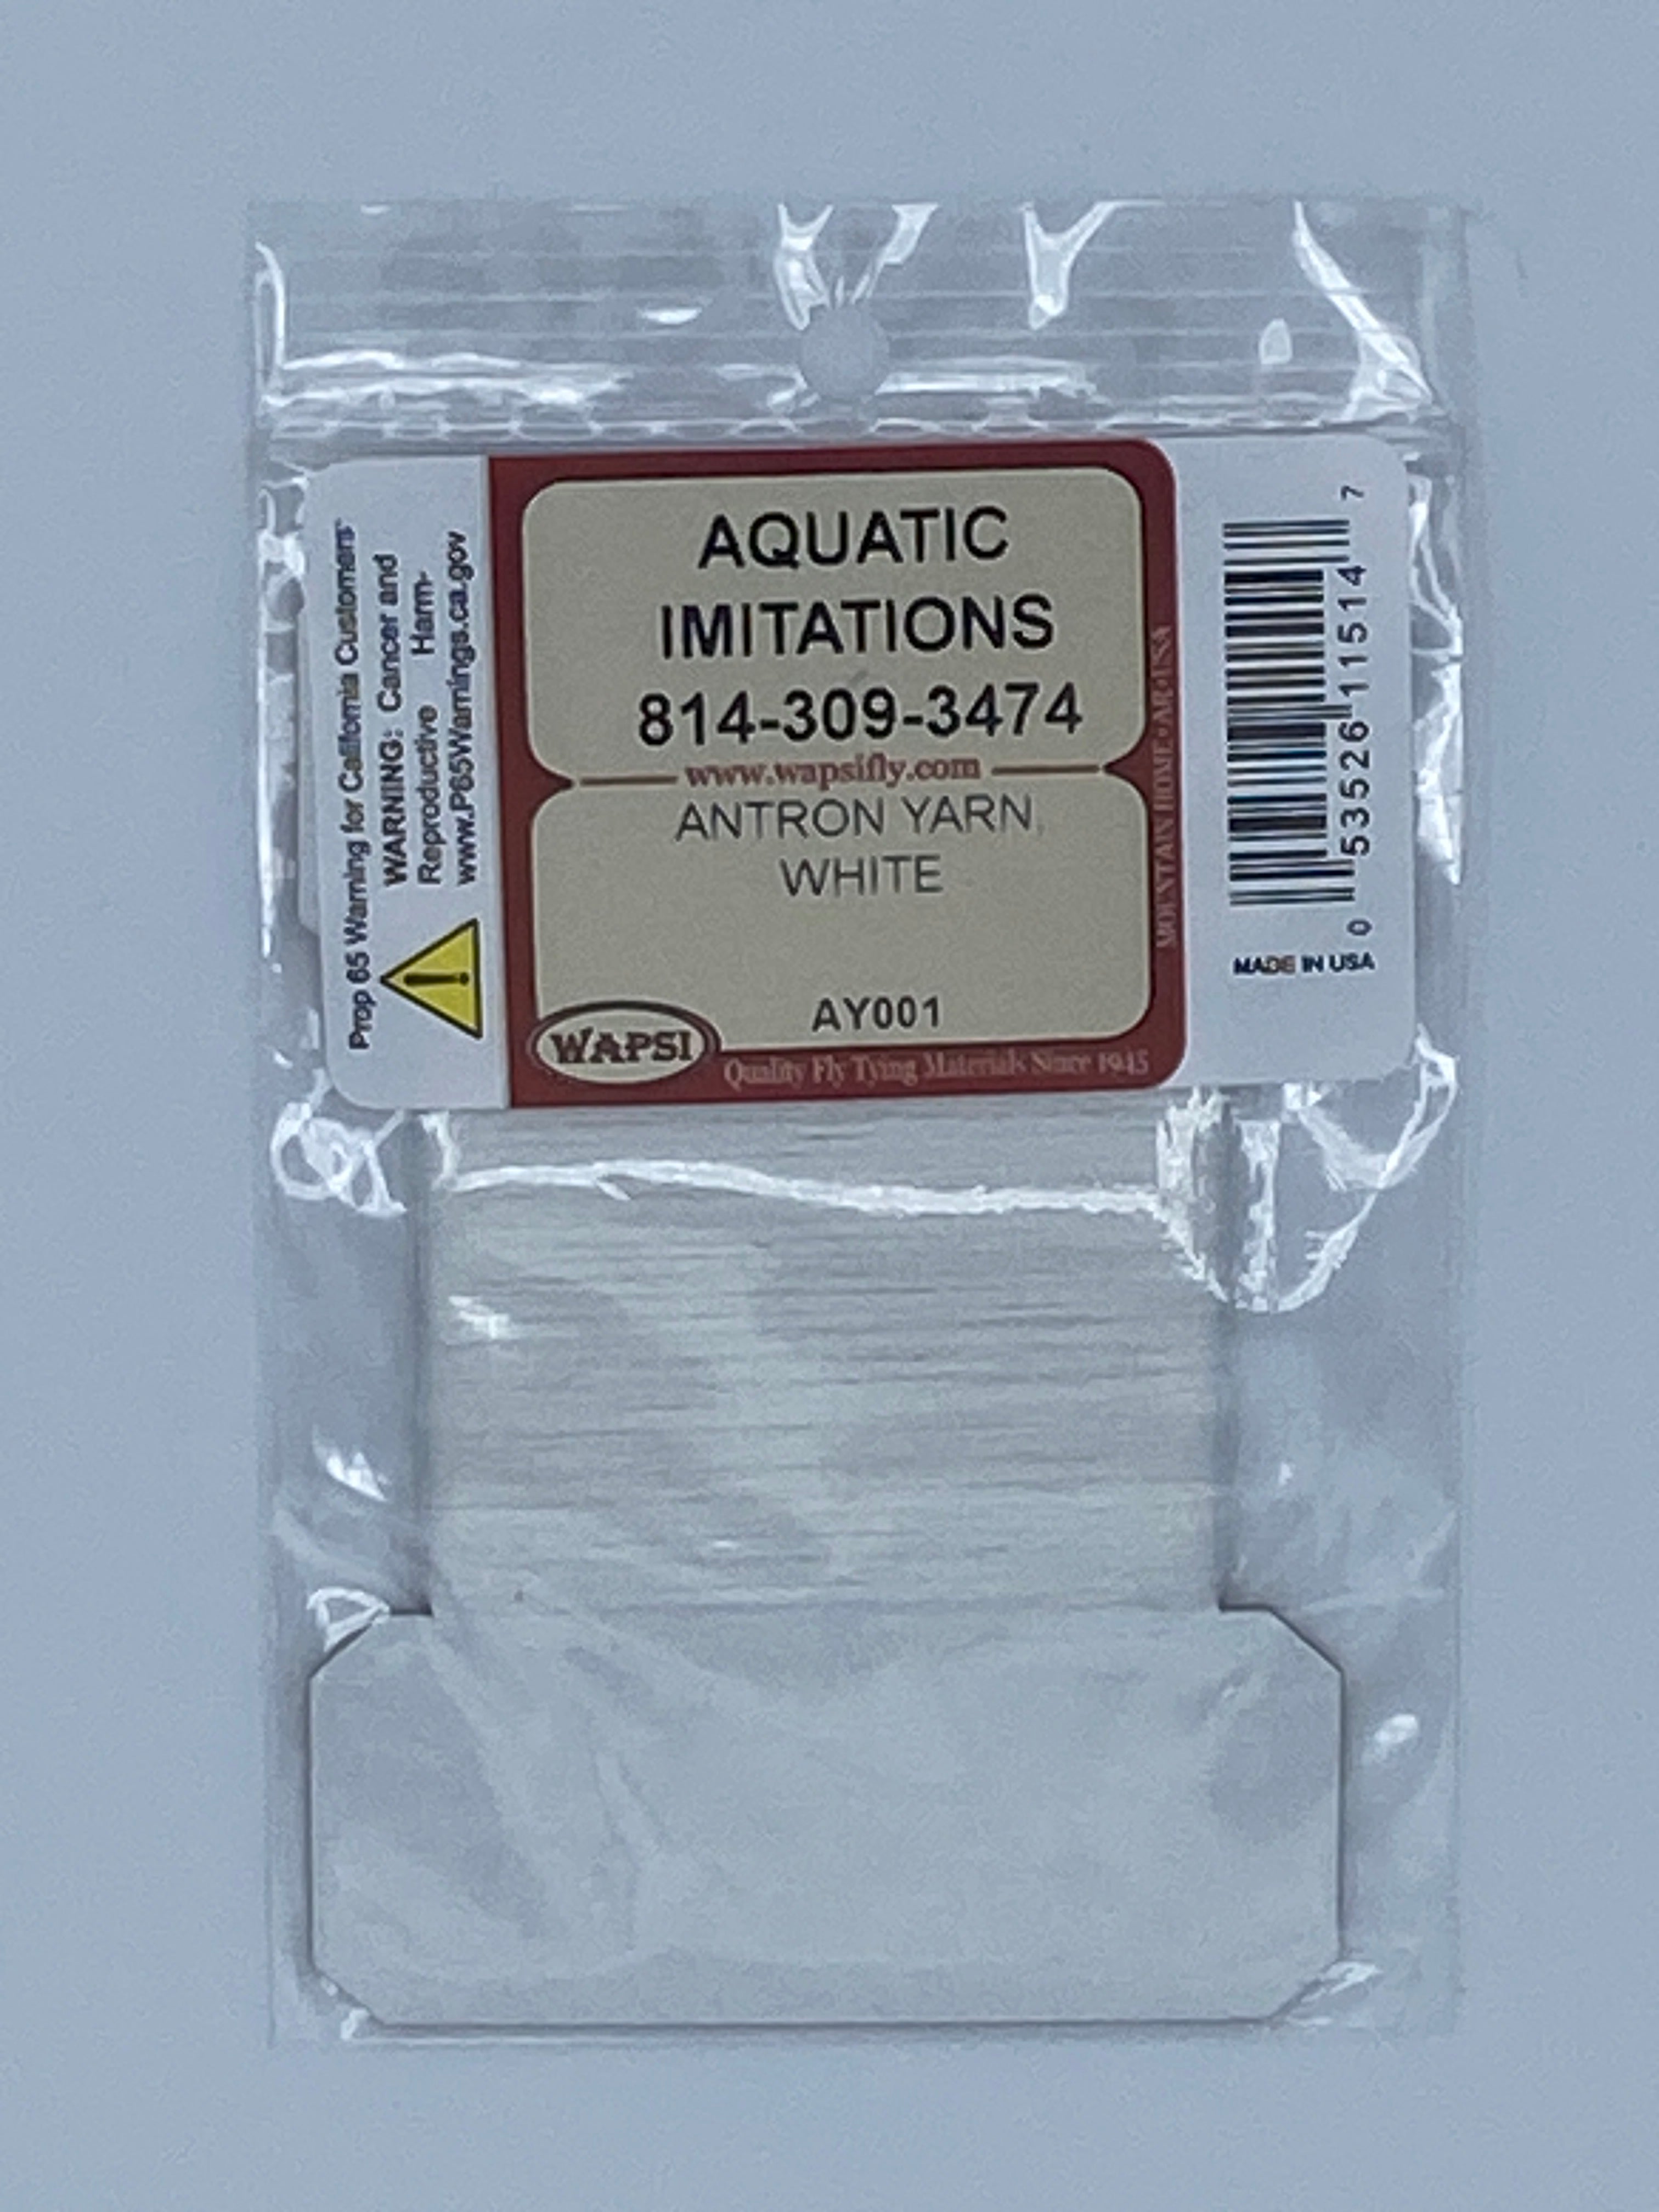 AQUATIC
IMITATIONS
814-309-3474
www.wapsifly.com
ANTRON YARN,
WHITE
AY001
WAPSI
Quality Fly Tying Materials Since 1945
MOUNTAIN HOME•AR•USA
Prop 65 Warning for California Customers
WARNING: Cancer and
Reproductive Harm-
www.P65Warnings.ca.gov
0 53526 11514 7
MADE IN USA